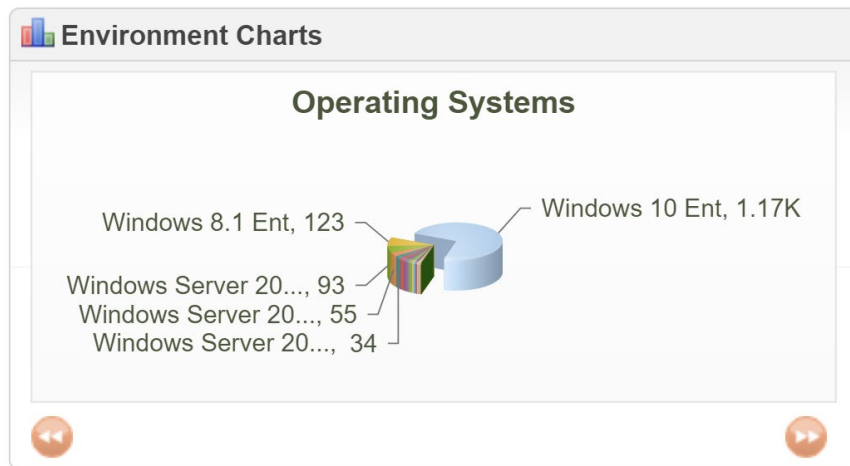 Environment Charts
Operating Systems
Windows 10 Ent, 1.17K
Windows 8.1 Ent, 123
Windows Server 20..., 93
Windows Server 20..., 55
Windows Server 20..., 34